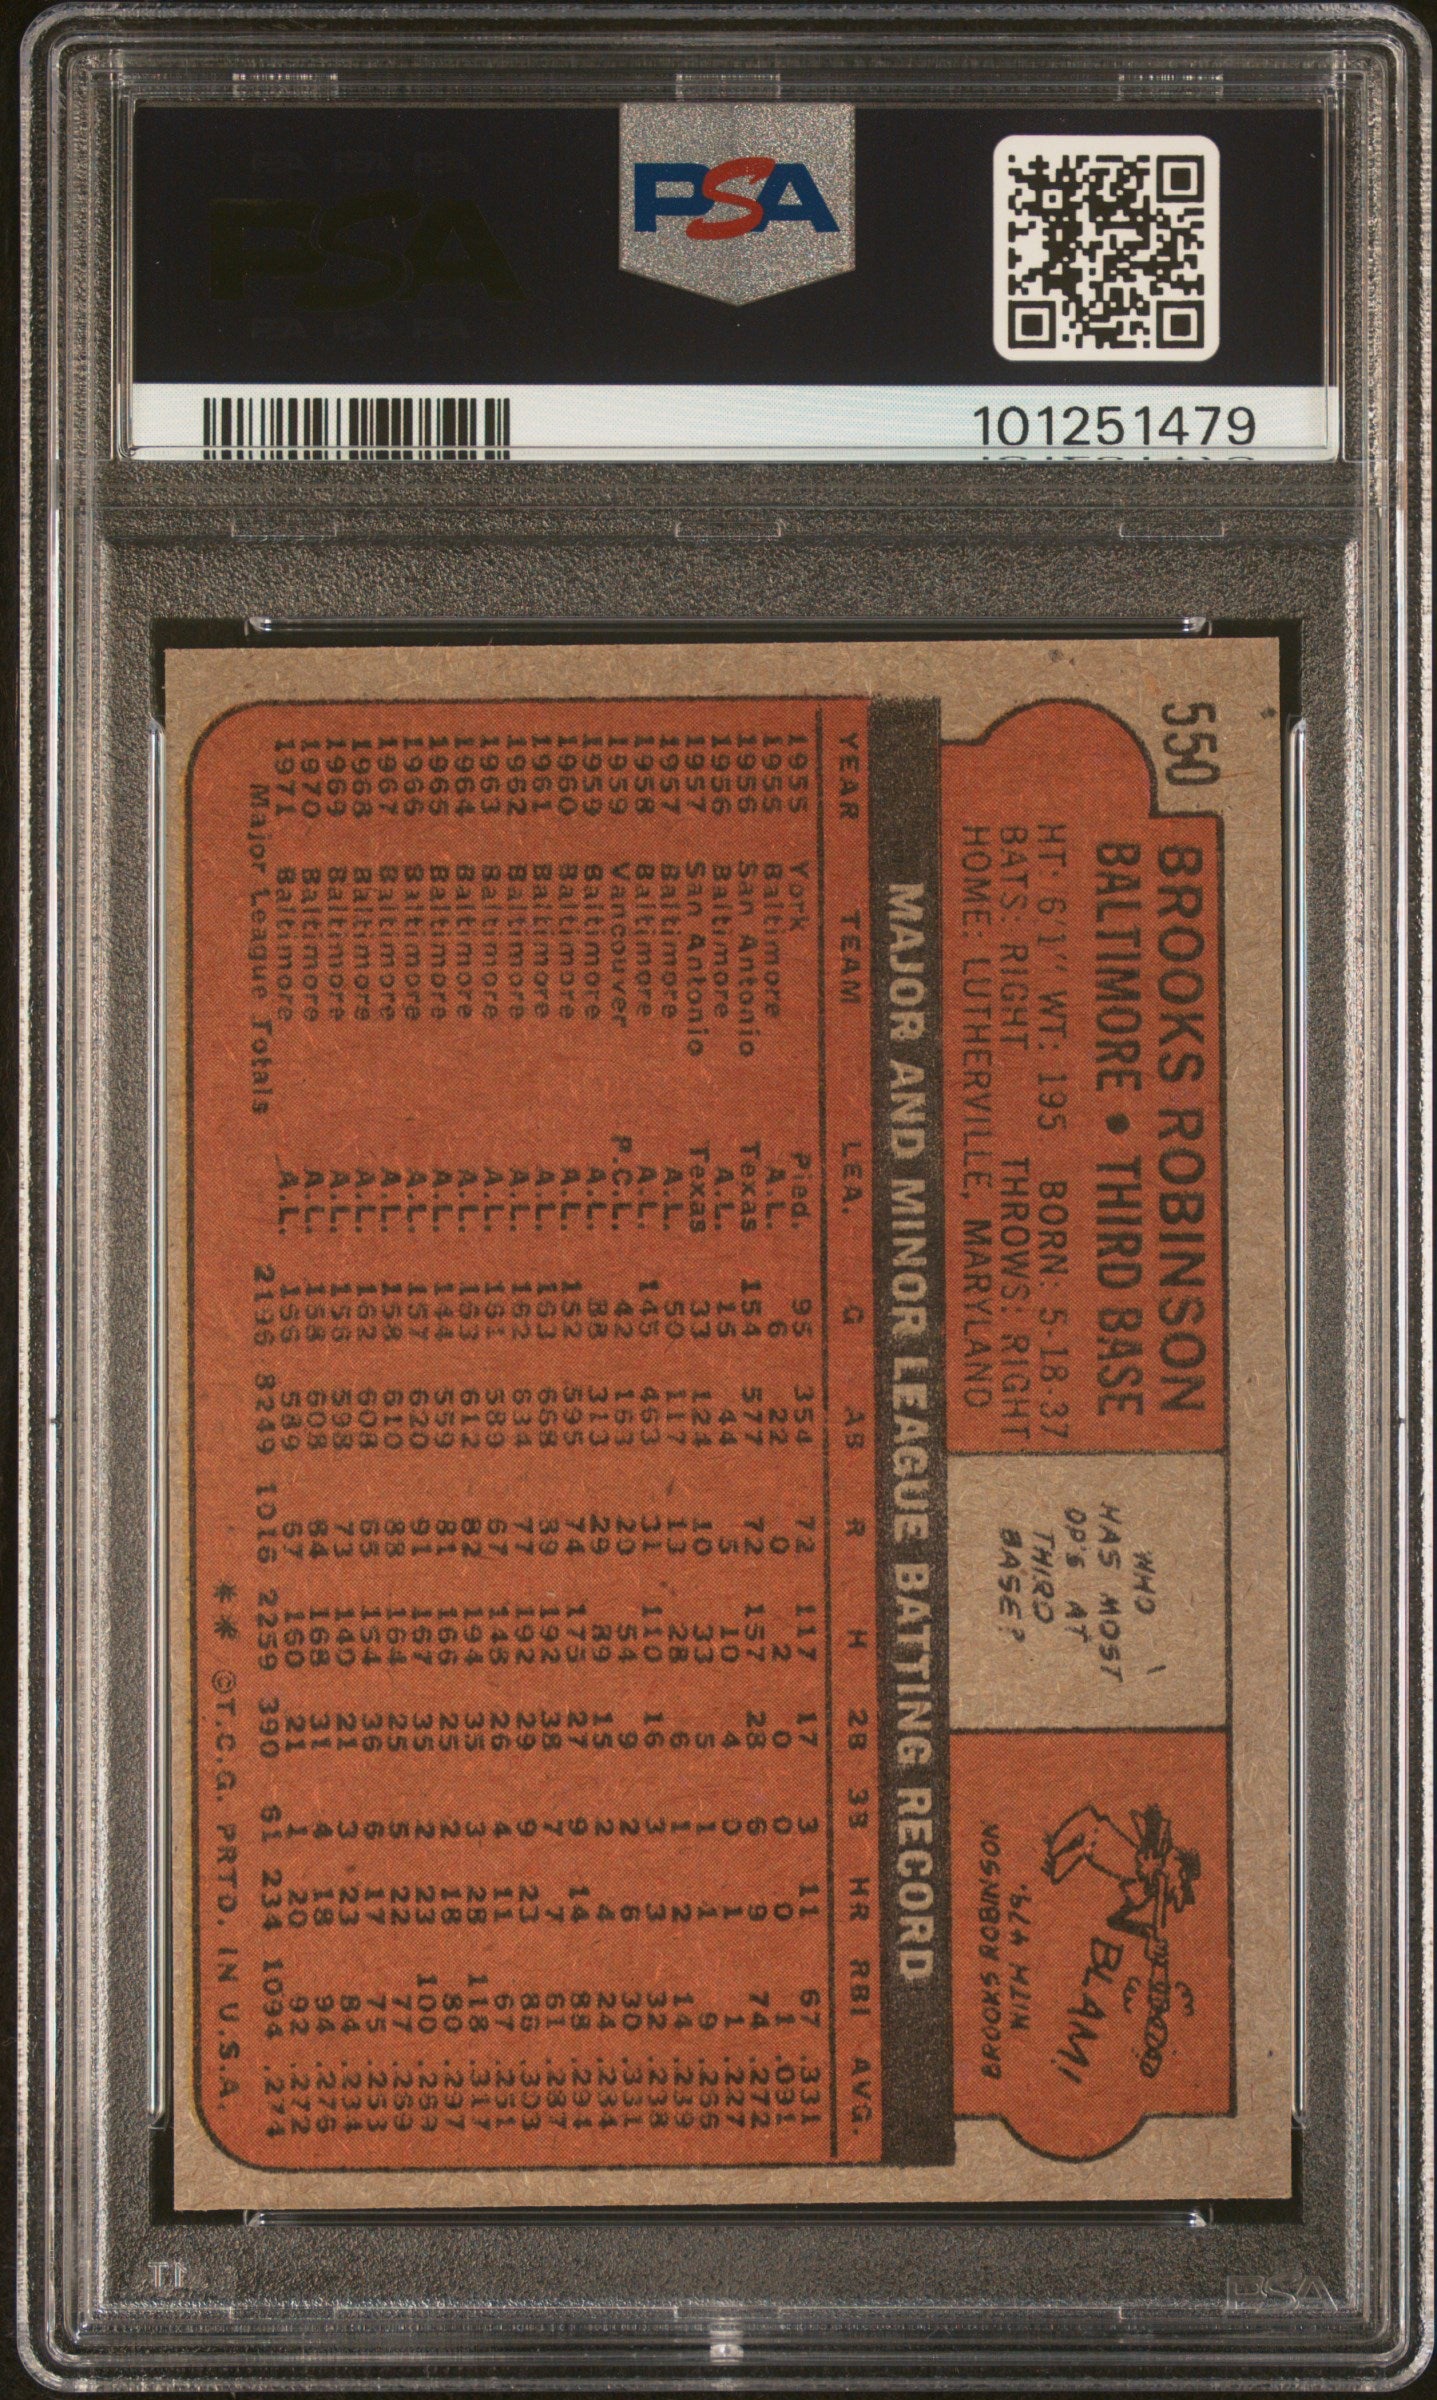 PSA
PSA
101251479
550
BROOKS ROBINSON
BALTIMORE • THIRD BASE
HT: 6'1" WT: 195 BORN: 5-18-37
BATS: RIGHT THROWS: RIGHT
HOME: LUTHERVILLE, MARYLAND
WHO
HAS MOST
OP'S AT
THIRD
BASE?
BLAM!
BROOKS ROBINSON
WITH 479.
MAJOR AND MINOR LEAGUE BATTING RECORD
YEAR TEAM LEA. G AB R H 2B 3B HR RBI AVG.
1955 York Pied. 95 354 72 117 17 3 11 67 .331
1955 Baltimore A.L. 6 22 0 2 0 0 0 1 .091
1956 San Antonio Texas 154 577 72 157 28 6 9 74 .272
1956 Baltimore A.L. 15 44 5 10 4 0 1 1 .227
1957 San Antonio Texas 33 124 10 33 5 1 1 9 .266
1957 Baltimore A.L. 50 117 13 28 6 1 2 14 .239
1958 Baltimore A.L. 145 463 31 110 16 3 3 32 .238
1959 Vancouver P.C.L. 42 163 20 54 9 2 6 30 .331
1959 Baltimore A.L. 88 313 29 89 15 2 4 24 .284
1960 Baltimore A.L. 152 595 74 175 27 9 14 88 .294
1961 Baltimore A.L. 163 668 89 192 38 7 7 61 .287
1962 Baltimore A.L. 162 634 77 192 29 9 23 86 .303
1963 Baltimore A.L. 161 589 67 148 26 4 11 67 .251
1964 Baltimore A.L. 163 612 82 194 35 3 28 118 .317
1965 Baltimore A.L. 144 559 81 166 25 2 18 80 .297
1966 Baltimore A.L. 157 620 91 167 35 2 23 100 .269
1967 Baltimore A.L. 158 610 88 164 25 5 22 77 .269
1968 Baltimore A.L. 162 608 65 154 36 6 17 75 .253
1969 Baltimore A.L. 156 598 73 140 21 3 23 84 .234
1970 Baltimore A.L. 158 608 84 168 31 4 18 94 .276
1971 Baltimore A.L. 156 589 67 160 21 1 20 92 .272
Major League Totals 2196 8249 1016 2259 390 61 234 1094 .274
** ©T.C.G. PRTD. IN U.S.A.
PSA